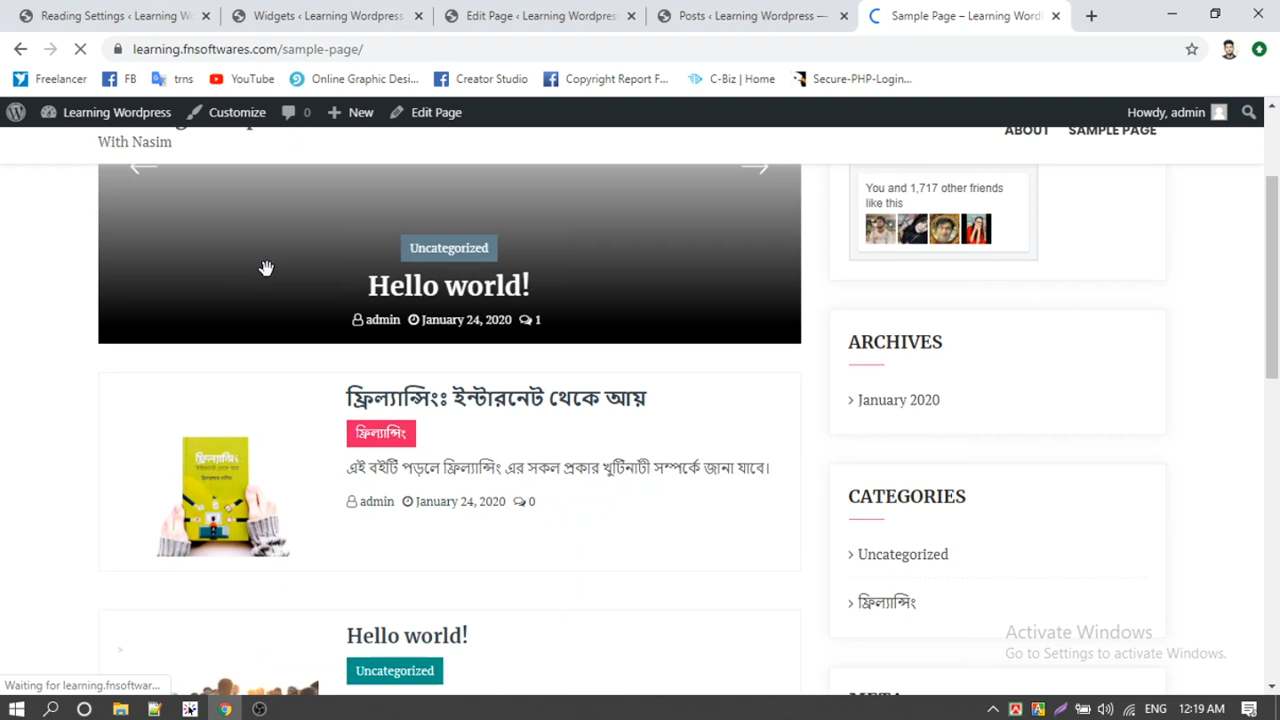 Reading Settings ‹ Learning W
Widgets ‹ Learning Wordpress
Edit Page ‹ Learning Wordpress
Posts ‹ Learning Wordpress —
Sample Page – Learning Word
learning.fnsoftwares.com/sample-page/
Freelancer
FB
trns
YouTube
Online Graphic Desi...
Creator Studio
Copyright Report F...
C-Biz | Home
Secure-PHP-Login...
Learning Wordpress
Customize
0
New
Edit Page
Howdy, admin
With Nasim
ABOUT
SAMPLE PAGE
You and 1,717 other friends
like this
Uncategorized
Hello world!
admin January 24, 2020 1
ARCHIVES
January 2020
ফ্রিল্যান্সিংঃ ইন্টারনেট থেকে আয়
ফ্রিল্যান্সিং
এই বইটি পড়লে ফ্রিল্যান্সিং এর সকল প্রকার খুটিনাটী সম্পর্কে জানা যাবে।
admin January 24, 2020 0
CATEGORIES
Uncategorized
ফ্রিল্যান্সিং
Hello world!
Uncategorized
Activate Windows
Go to Settings to activate Windows.
Waiting for learning.fnsoftwar...
ENG
12:19 AM